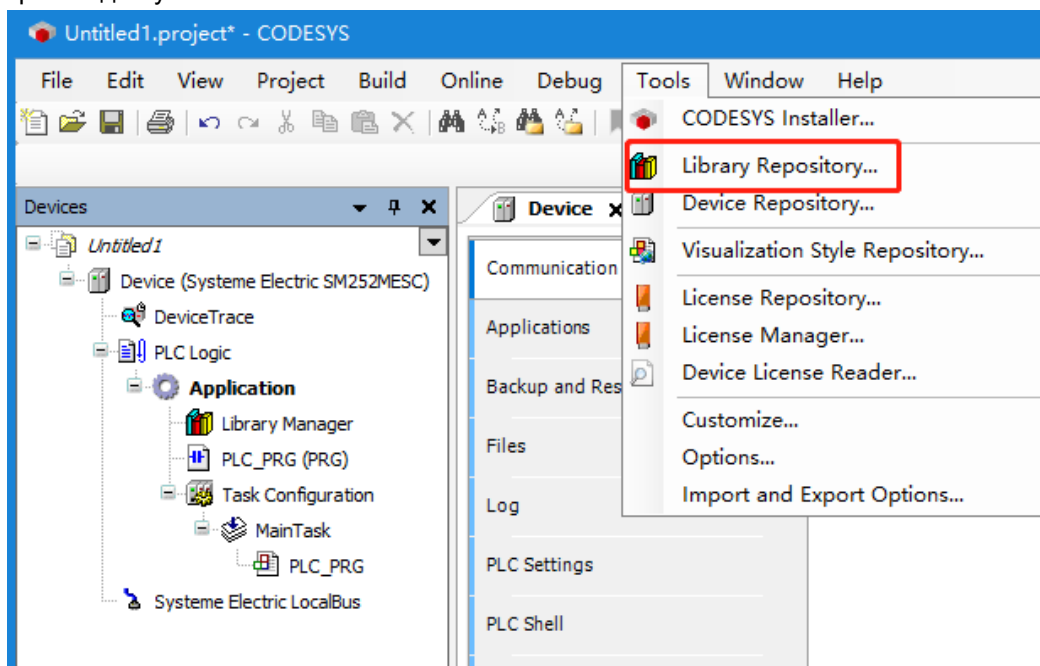 Untitled1.project* - CODESYS
File Edit View Project Build Online Debug Tools Window Help
CODESYS Installer...
Library Repository...
Device Repository...
Visualization Style Repository...
License Repository...
License Manager...
Device License Reader...
Customize...
Options...
Import and Export Options...
Devices
Untitled1
Device (Systeme Electric SM252MESC)
DeviceTrace
PLC Logic
Application
Library Manager
PLC_PRG (PRG)
Task Configuration
MainTask
PLC_PRG
Systeme Electric LocalBus
Device
Communication
Applications
Backup and Res
Files
Log
PLC Settings
PLC Shell